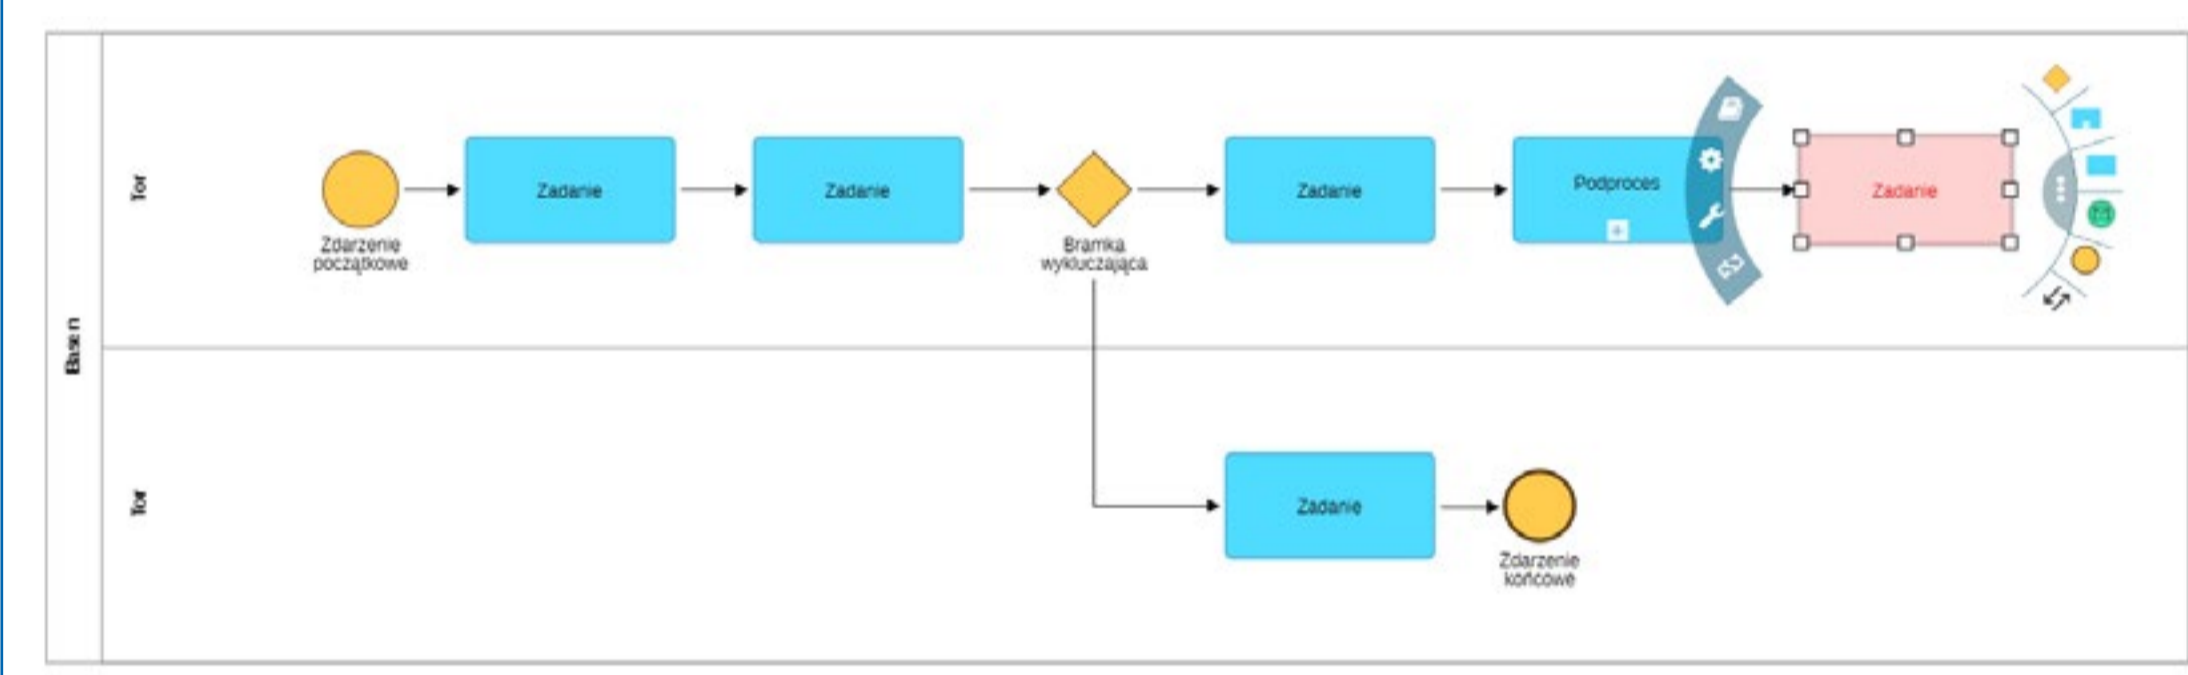 Basen
Tor
Zdarzenie
początkowe
Zadanie
Zadanie
Bramka
wykluczająca
Zadanie
Podproces
Zadanie
Tor
Zadanie
Zdarzenie
końcowe